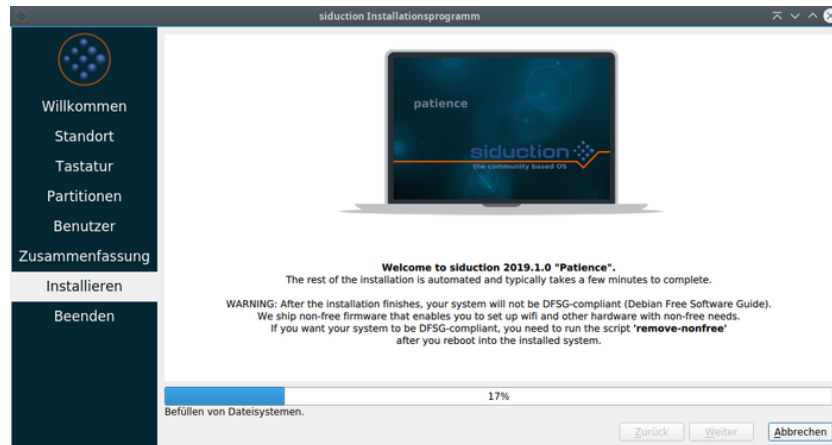 siduction Installationsprogramm
Willkommen
Standort
Tastatur
Partitionen
Benutzer
Zusammenfassung
Installieren
Beenden
patience
siduction
the community based OS
Welcome to siduction 2019.1.0 "Patience".
The rest of the installation is automated and typically takes a few minutes to complete.
WARNING: After the installation finishes, your system will not be DFSG-compliant (Debian Free Software Guide).
We ship non-free firmware that enables you to set up wifi and other hardware with non-free needs.
If you want your system to be DFSG-compliant, you need to run the script 'remove-nonfree'
after you reboot into the installed system.
17%
Befüllen von Dateisystemen.
Zurück
Weiter
Abbrechen